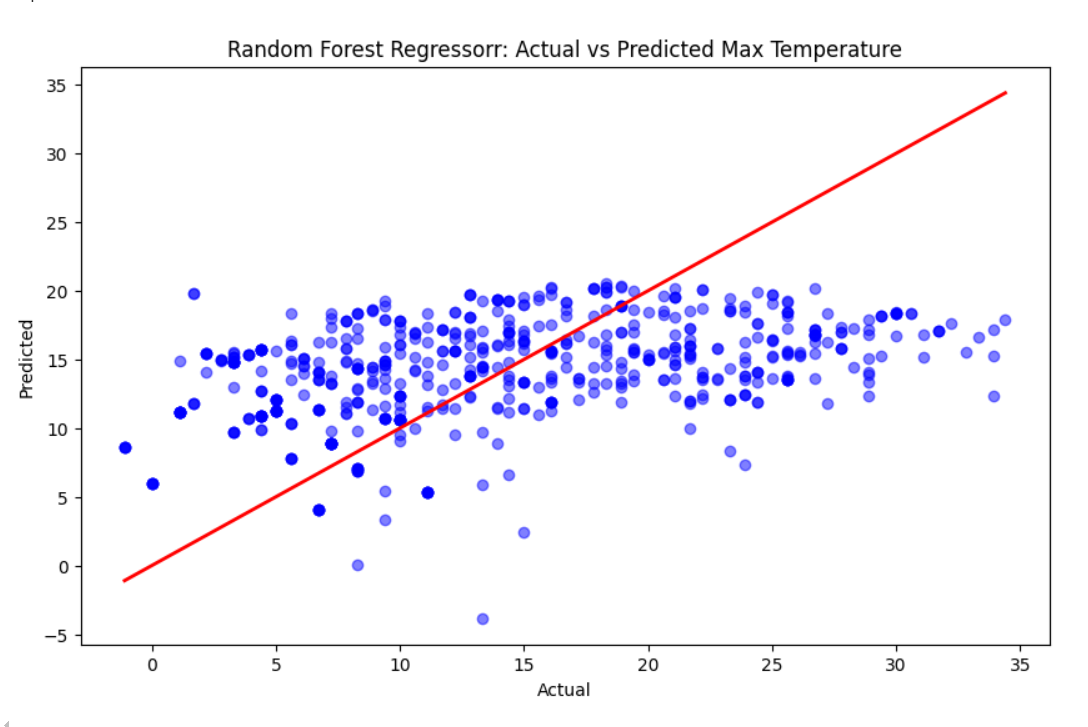 Random Forest Regressorr: Actual vs Predicted Max Temperature
35
30
25
20
15
10
5
0
−5
Predicted
0 5 10 15 20 25 30 35
Actual